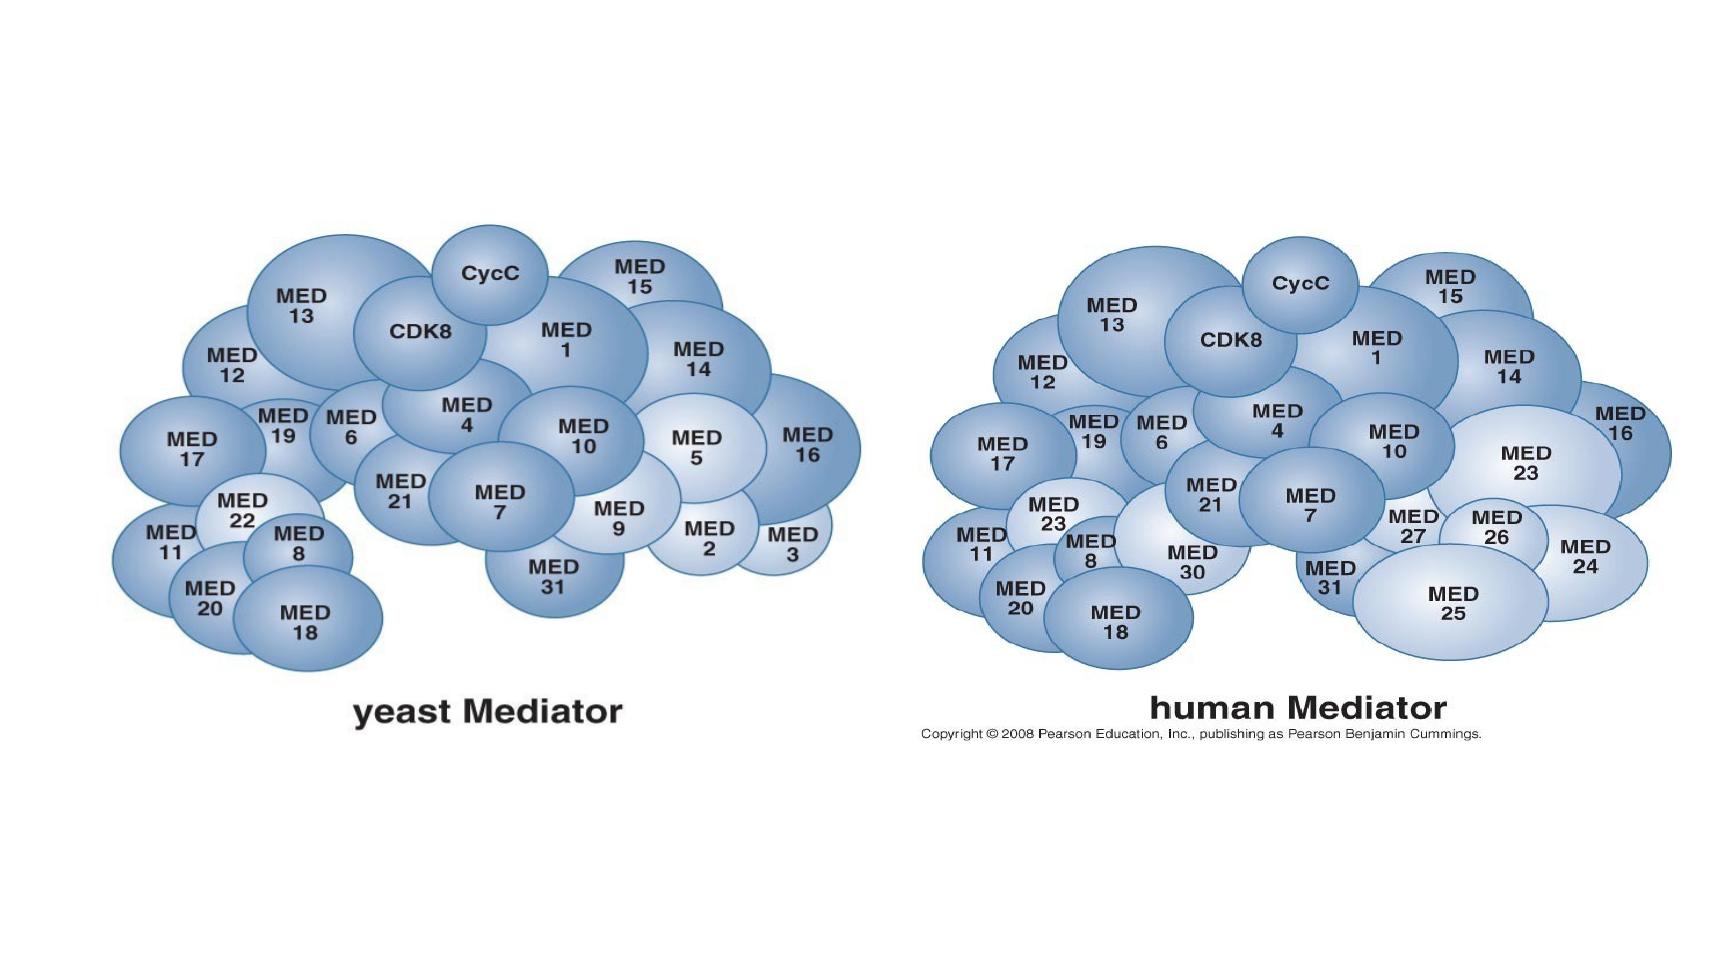 CycC
MED
15
MED
13
CDK8
MED
1
MED
14
MED
12
MED
4
MED
19
MED
6
MED
10
MED
5
MED
16
MED
17
MED
21
MED
7
MED
9
MED
22
MED
2
MED
3
MED
11
MED
8
MED
31
MED
20
MED
18
yeast Mediator
CycC
MED
15
MED
13
CDK8
MED
1
MED
14
MED
12
MED
4
MED
19
MED
6
MED
10
MED
16
MED
17
MED
23
MED
21
MED
7
MED
23
MED
27
MED
26
MED
11
MED
8
MED
30
MED
31
MED
24
MED
20
MED
18
MED
25
human Mediator
Copyright © 2008 Pearson Education, Inc., publishing as Pearson Benjamin Cummings.